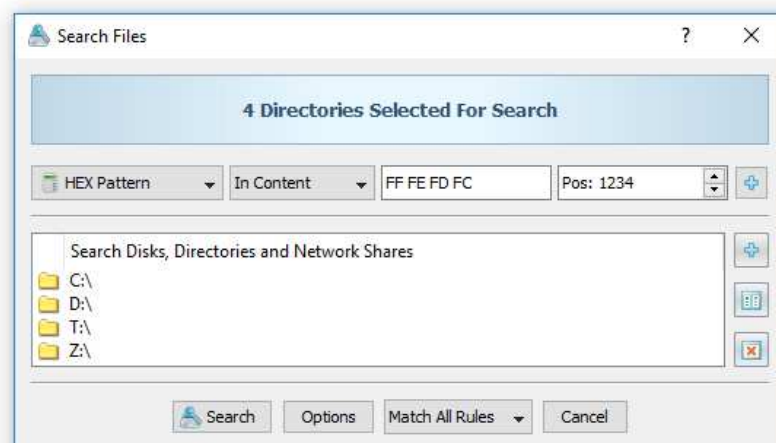 Search Files ?
4 Directories Selected For Search
HEX Pattern In Content FF FE FD FC Pos: 1234
Search Disks, Directories and Network Shares
C:\
D:\
T:\
Z:\
Search Options Match All Rules Cancel